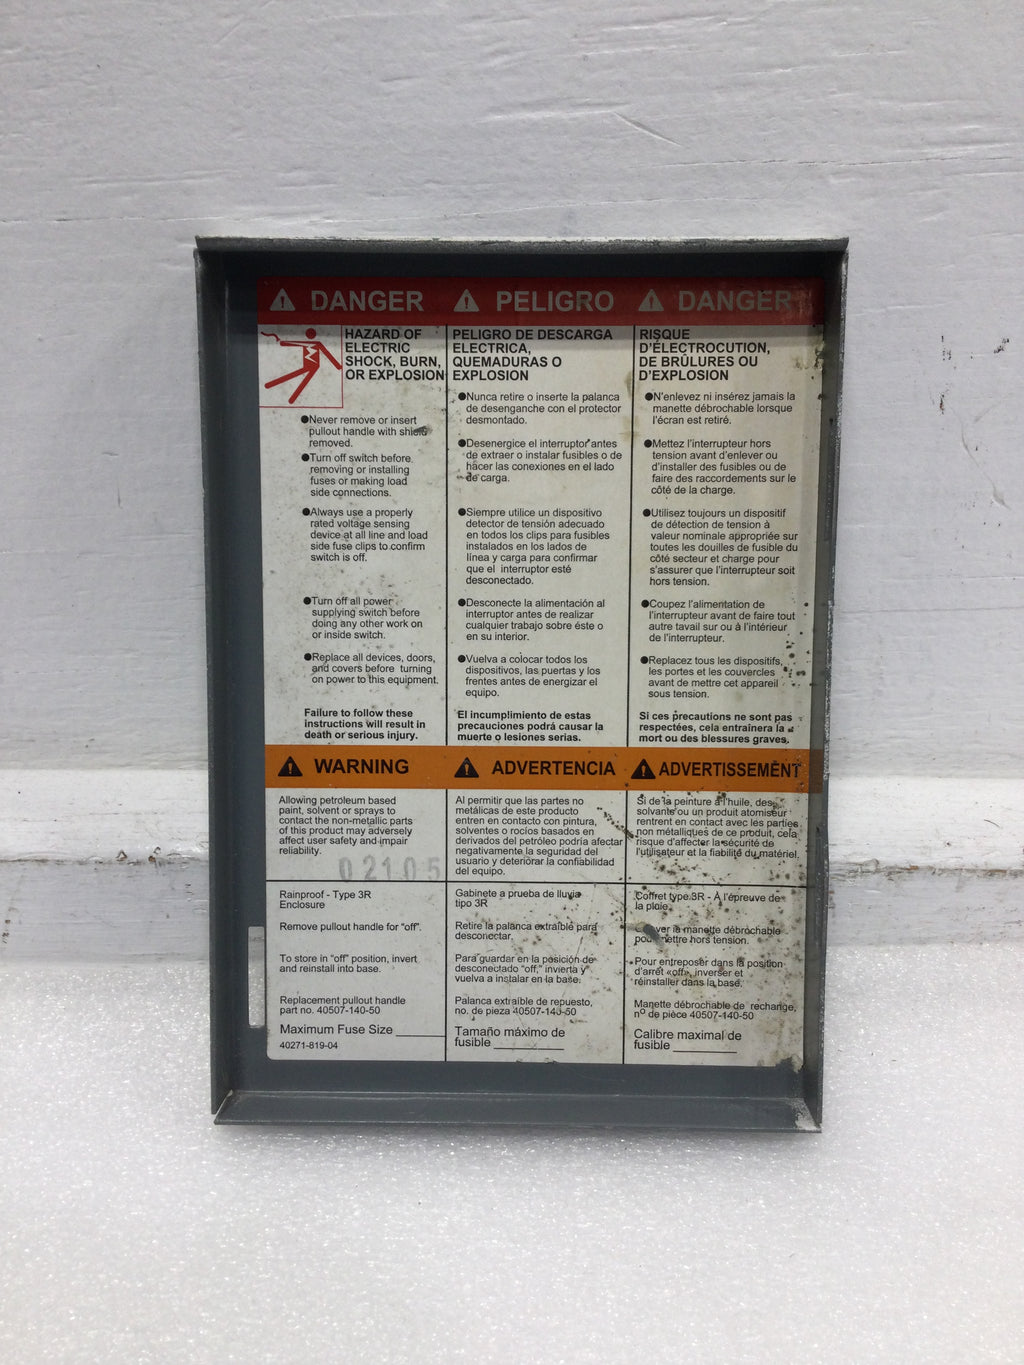 DANGER
HAZARD OF
ELECTRIC
SHOCK, BURN,
OR EXPLOSION
●Never remove or insert
pullout handle with shield
removed.
●Turn off switch before
removing or installing
fuses or making load
side connections.
●Always use a properly
rated voltage sensing
device at all line and load
side fuse clips to confirm
switch is off.
●Turn off all power
supplying switch before
doing any other work on
or inside switch.
●Replace all devices, doors,
and covers before turning
on power to this equipment.
Failure to follow these
instructions will result in
death or serious injury.
PELIGRO
PELIGRO DE DESCARGA
ELECTRICA,
QUEMADURAS O
EXPLOSION
●Nunca retire o inserte la palanca
de desenganche con el protector
desmontado.
●Desenergice el interruptor antes
de extraer o instalar fusibles o de
hacer las conexiones en el lado
de carga.
●Siempre utilice un dispositivo
detector de tensión adecuado
en todos los clips para fusibles
instalados en los lados de
línea y carga para confirmar
que el interruptor esté
desconectado.
●Desconecte la alimentación al
interruptor antes de realizar
cualquier trabajo sobre éste o
en su interior.
●Vuelva a colocar todos los
dispositivos, las puertas y los
frentes antes de energizar el
equipo.
El incumplimiento de estas
precauciones podrá causar la
muerte o lesiones serias.
DANGER
RISQUE
D'ÉLECTROCUTION,
DE BRÛLURES OU
D'EXPLOSION
●N'enlevez ni insérez jamais la
manette débrochable lorsque
l'écran est retiré.
●Mettez l'interrupteur hors
tension avant d'enlever ou
d'installer des fusibles ou de
faire des raccordements sur le
côté de la charge.
●Utilisez toujours un dispositif
de détection de tension à
valeur nominale appropriée sur
toutes les douilles de fusible du
côté secteur et charge pour
s'assurer que l'interrupteur soit
hors tension.
●Coupez l'alimentation de
l'interrupteur avant de faire tout
autre tavail sur ou à l'intérieur
de l'interrupteur.
●Replacez tous les dispositifs,
les portes et les couvercles
avant de mettre cet appareil
sous tension.
Si ces précautions ne sont pas
respectées, cela entraînera la
mort ou des blessures graves.
WARNING
Allowing petroleum based
paint, solvent or sprays to
contact the non-metallic parts
of this product may adversely
affect user safety and impair
reliability.
02105
ADVERTENCIA
Al permitir que las partes no
metálicas de este producto
entren en contacto con pintura,
solventes o rocíos basados en
derivados del petróleo podría afectar
negativamente la seguridad del
usuario y deteriorar la confiabilidad
del equipo.
ADVERTISSEMENT
Si de la peinture à l'huile, des
solvants ou un produit atomiseur
rentrent en contact avec les parties
non métalliques de ce produit, cela
risque d'affecter la sécurité de
l'utilisateur et la fiabilité du matériel.
Rainproof - Type 3R
Enclosure
Remove pullout handle for "off".
To store in "off" position, invert
and reinstall into base.
Replacement pullout handle
part no. 40507-140-50
Maximum Fuse Size
40271-819-04
Gabinete a prueba de lluvia
tipo 3R
Retire la palanca extraíble para
desconectar.
Para guardar en la posición de
desconectado "off," invierta y
vuelva a instalar en la base.
Palanca extraíble de repuesto,
no. de pieza 40507-140-50
Tamaño máximo de
fusible
Coffret type 3R - À l'épreuve de
la pluie.
la manette débrochable
mettre hors tension.
Pour entreposer dans la position
d'arrêt «off», inverser et
réinstaller dans la base.
Manette débrochable de rechange,
nº de pièce 40507-140-50
Calibre maximal de
fusible